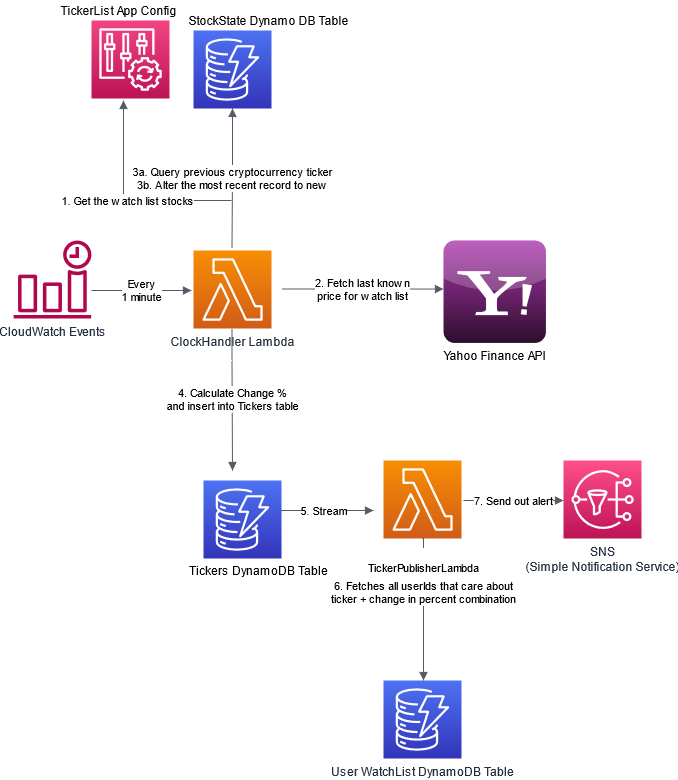 TickerList App Config
StockState Dynamo DB Table
3a. Query previous cryptocurrency ticker
3b. Alter the most recent record to new
1. Get the watch list stocks
Every
1 minute
2. Fetch last known
price for watch list
Y!
CloudWatch Events
ClockHandler Lambda
Yahoo Finance API
4. Calculate Change %
and insert into Tickers table
5. Stream
7. Send out alert
Tickers DynamoDB Table
TickerPublisherLambda
SNS
(Simple Notification Service)
6. Fetches all userIds that care about
ticker + change in percent combination
User WatchList DynamoDB Table